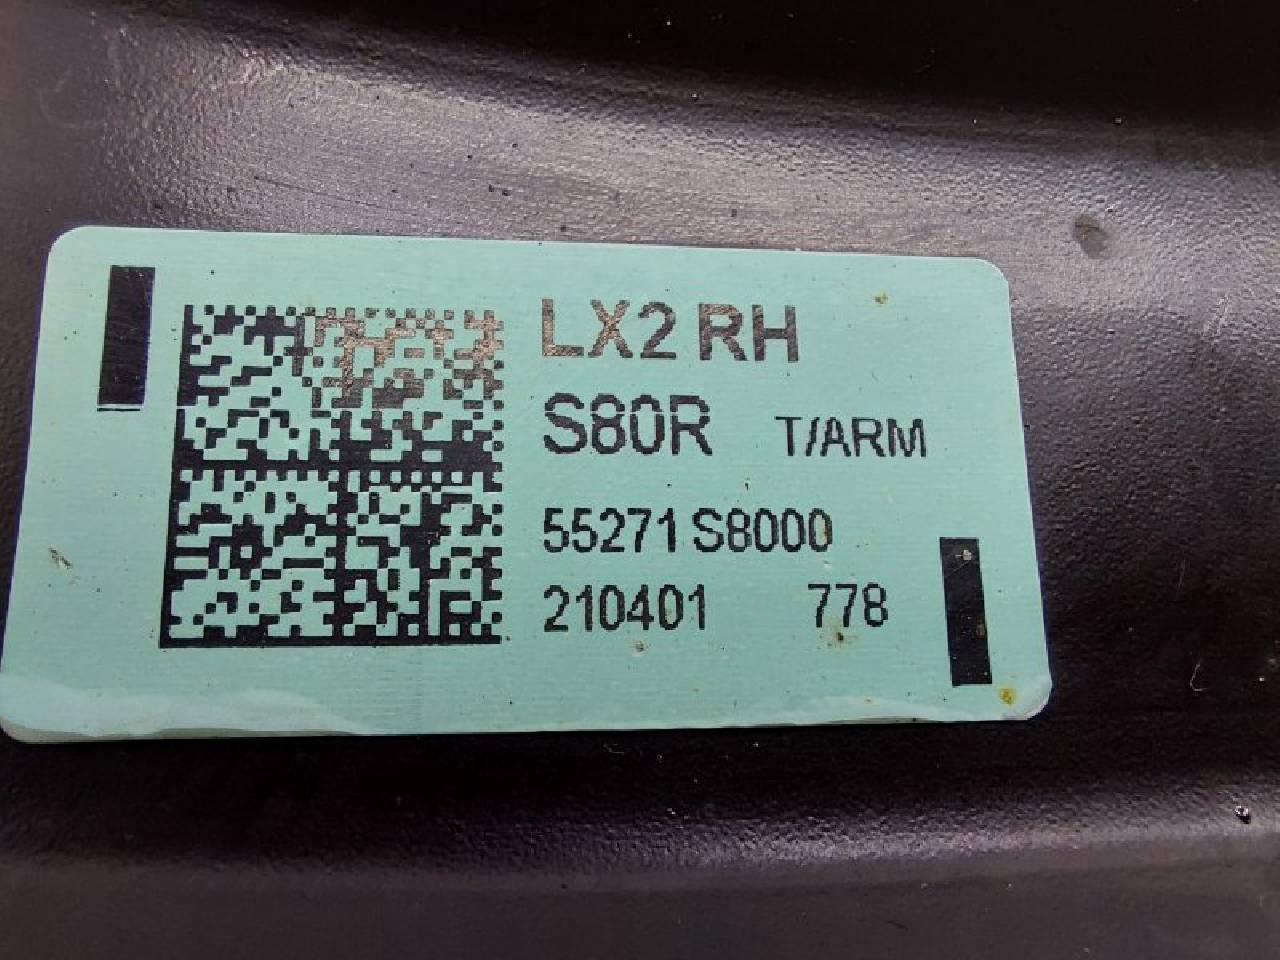 LX2 RH
S80R T/ARM
55271 S8000
210401 778